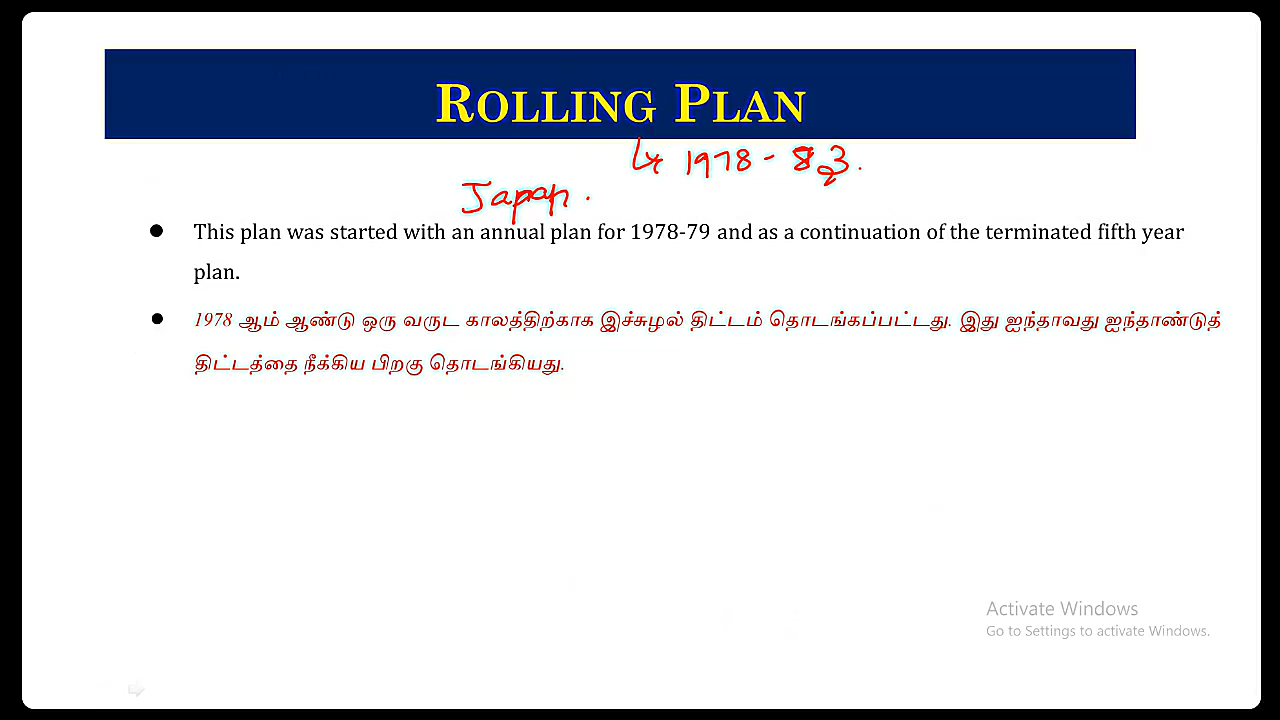 ROLLING PLAN
↳ 1978 - 83.
Japan.
● This plan was started with an annual plan for 1978-79 and as a continuation of the terminated fifth year
plan.
● 1978 ஆம் ஆண்டு ஒரு வருட காலத்திற்காக இச்சுழல் திட்டம் தொடங்கப்பட்டது. இது ஐந்தாவது ஐந்தாண்டுத்
திட்டத்தை நீக்கிய பிறகு தொடங்கியது.
Activate Windows
Go to Settings to activate Windows.